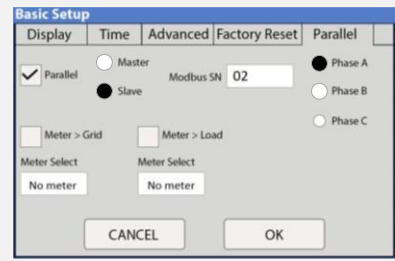 Basic Setup
Display Time Advanced Factory Reset Parallel
Parallel Master Modbus SN 02 Phase A
Slave Phase B
Phase C
Meter > Grid Meter > Load
Meter Select Meter Select
No meter No meter
CANCEL OK